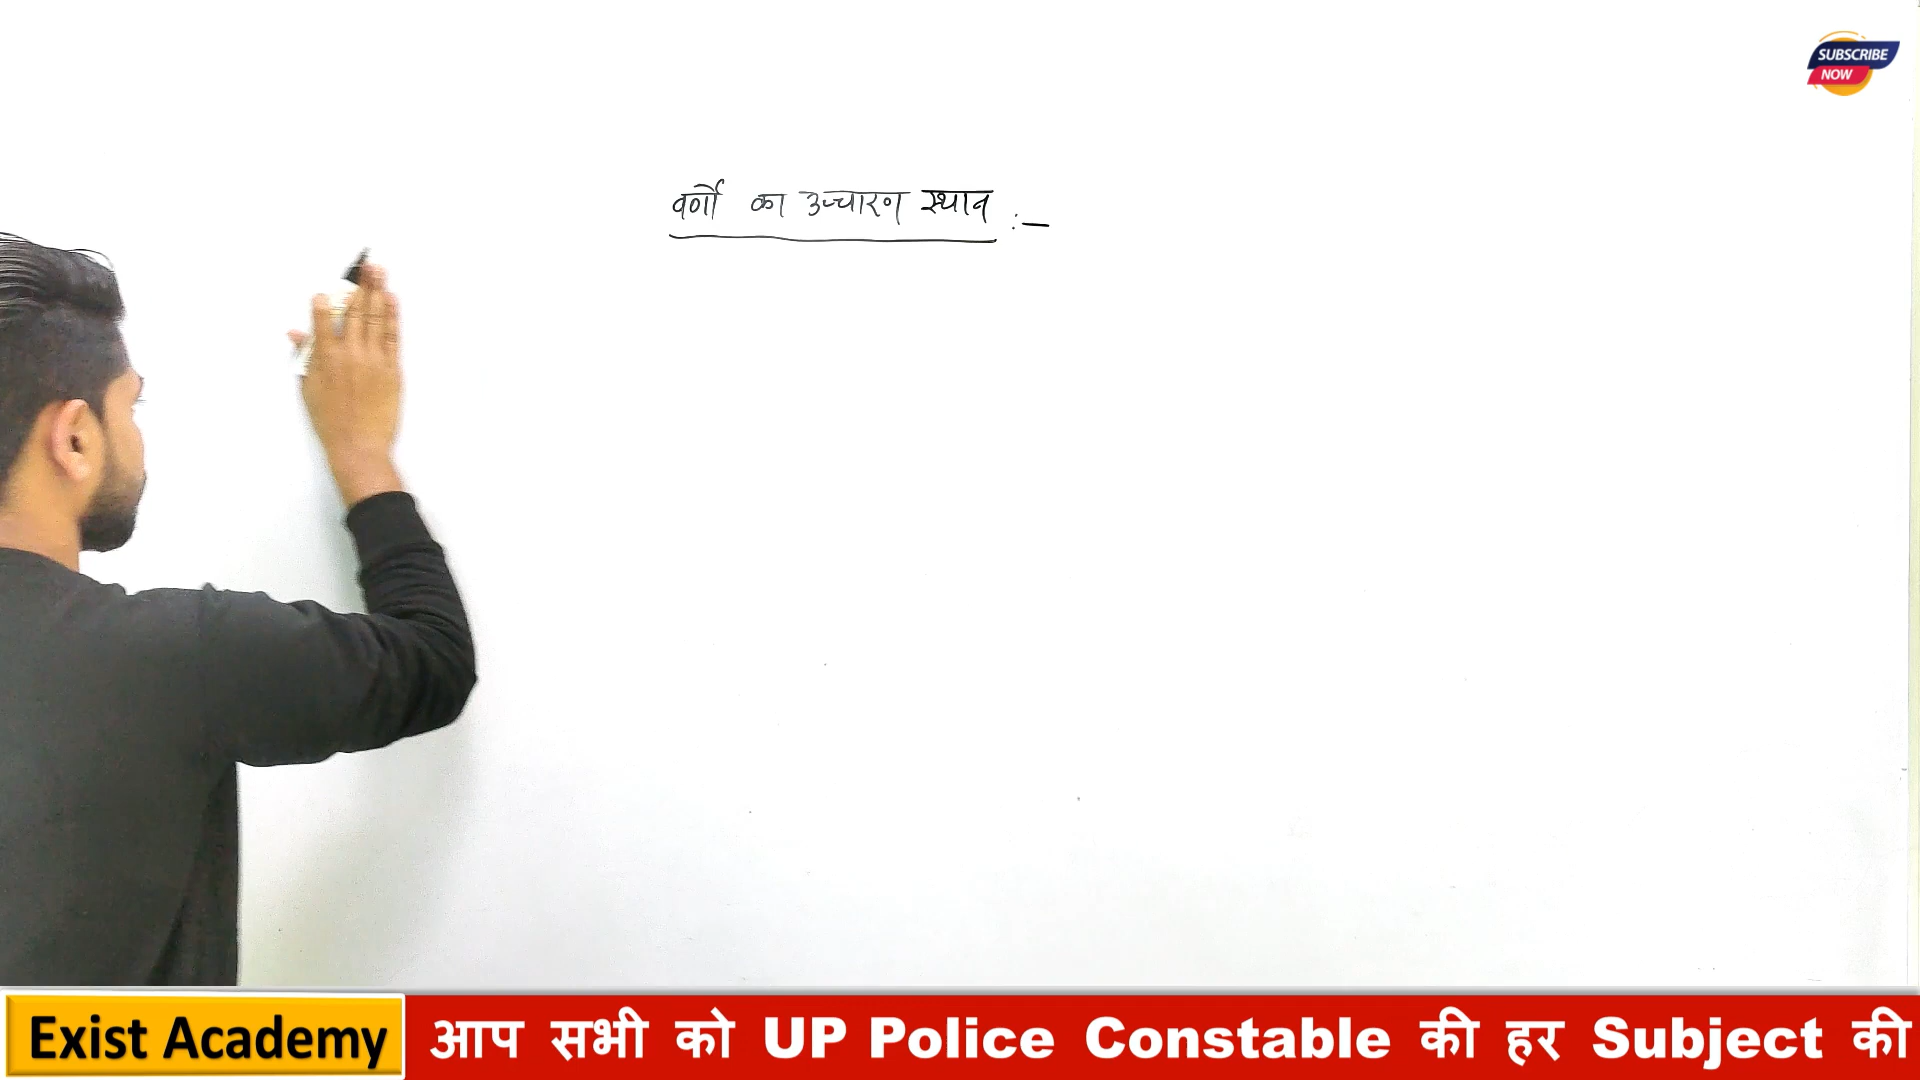 SUBSCRIBE
NOW
वर्णों का उच्चारण स्थान :-
Exist Academy आप सभी को UP Police Constable की हर Subject की